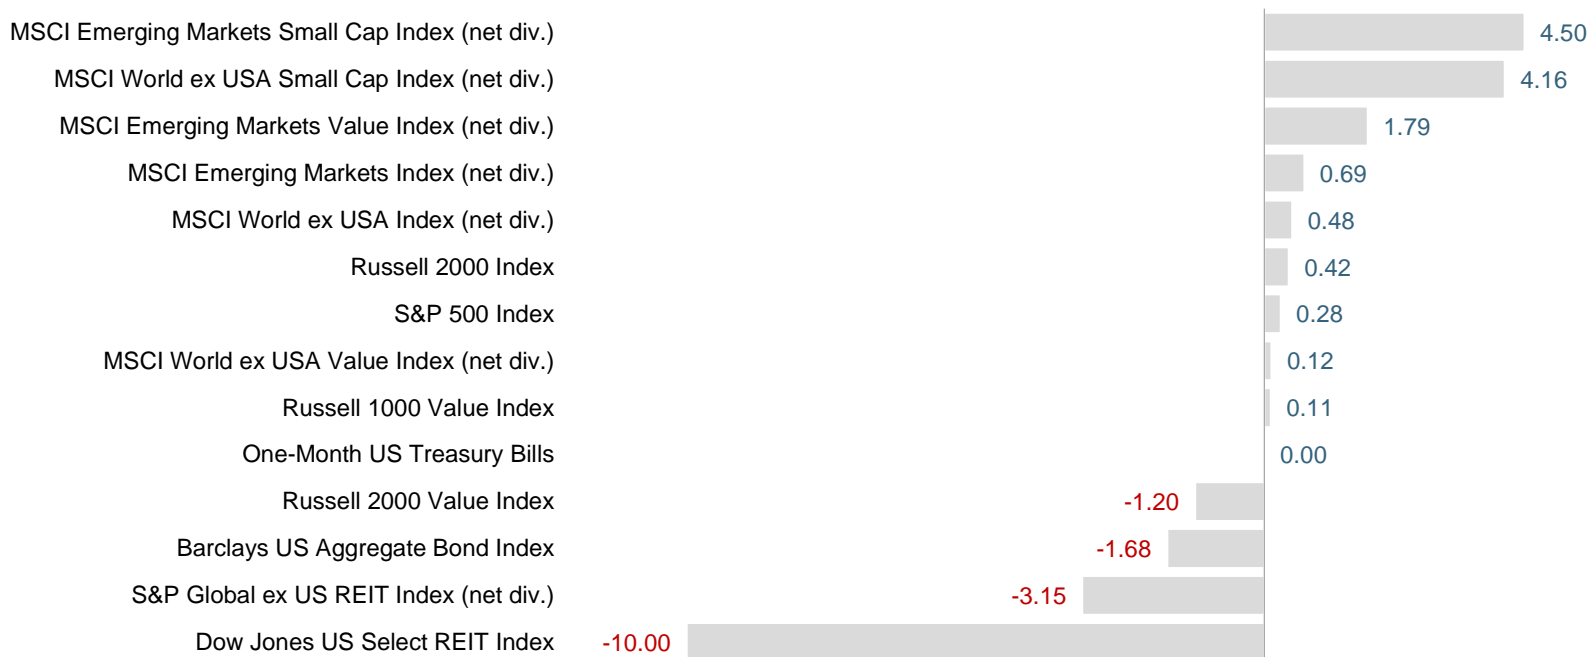 MSCI Emerging Markets Small Cap Index (net div.) 4.50
MSCI World ex USA Small Cap Index (net div.) 4.16
MSCI Emerging Markets Value Index (net div.) 1.79
MSCI Emerging Markets Index (net div.) 0.69
MSCI World ex USA Index (net div.) 0.48
Russell 2000 Index 0.42
S&P 500 Index 0.28
MSCI World ex USA Value Index (net div.) 0.12
Russell 1000 Value Index 0.11
One-Month US Treasury Bills 0.00
Russell 2000 Value Index -1.20
Barclays US Aggregate Bond Index -1.68
S&P Global ex US REIT Index (net div.) -3.15
Dow Jones US Select REIT Index -10.00